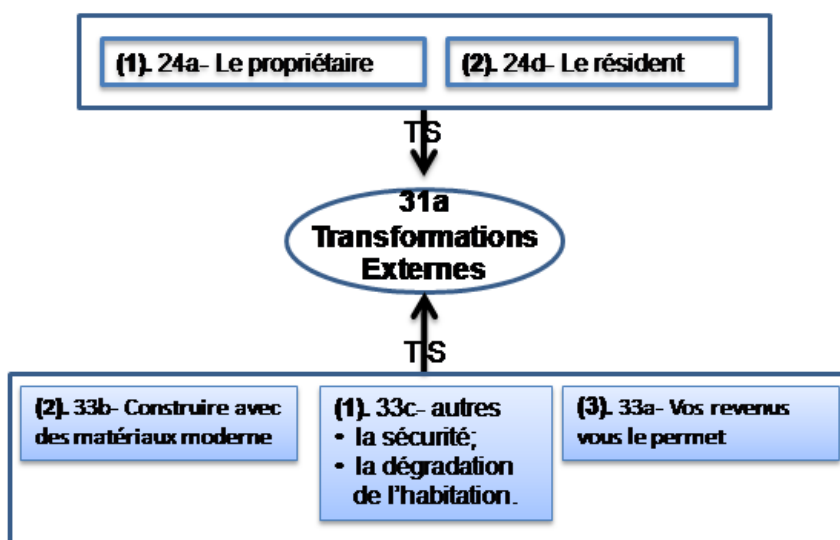 (1). 24a- Le propriétaire
(2). 24d- Le résident
TS
31a
Transformations
Externes
TS
(2). 33b- Construire avec
des matériaux moderne
(1). 33c- autres
• la sécurité;
• la dégradation
de l'habitation.
(3). 33a- Vos revenus
vous le permet